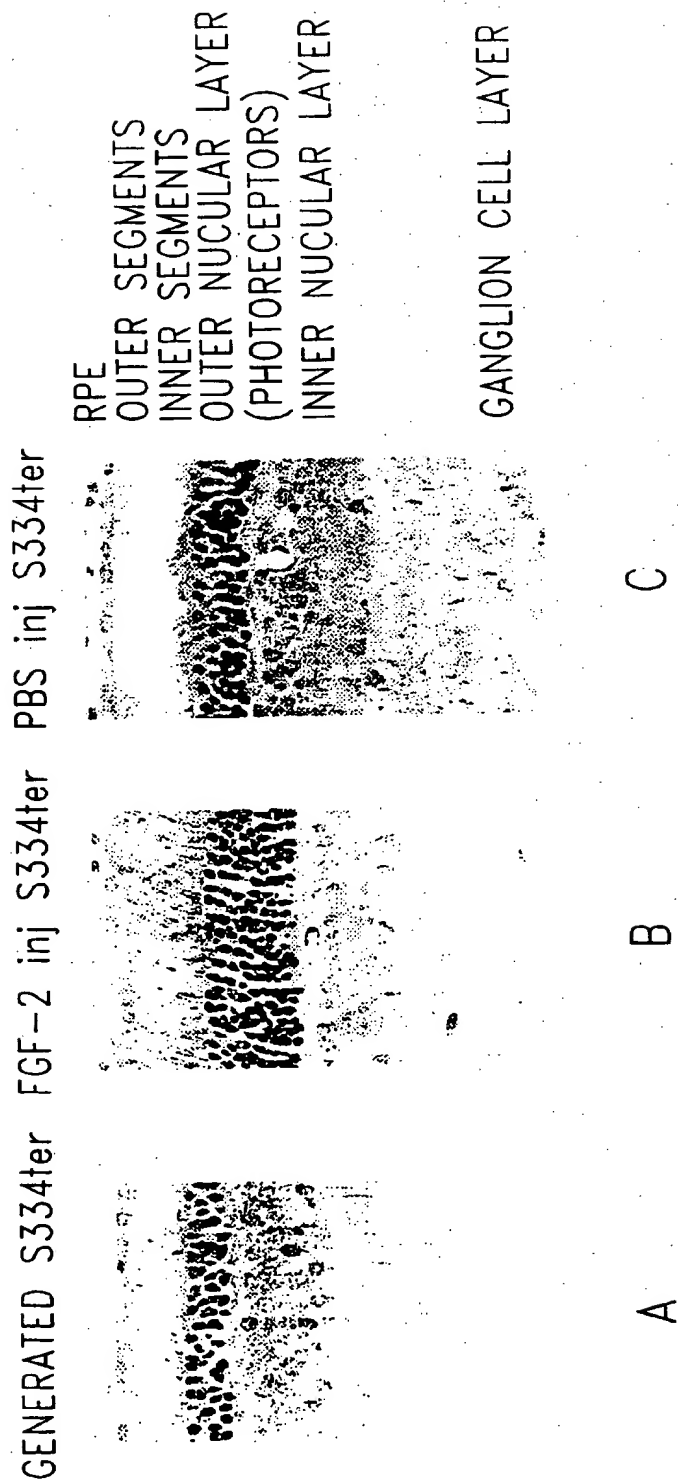 GENERATED S334ter FGF-2 inj S334ter PBS inj S334ter
RPE
OUTER SEGMENTS
INNER SEGMENTS
OUTER NUCULAR LAYER
(PHOTORECEPTORS)
INNER NUCULAR LAYER
GANGLION CELL LAYER
A B C